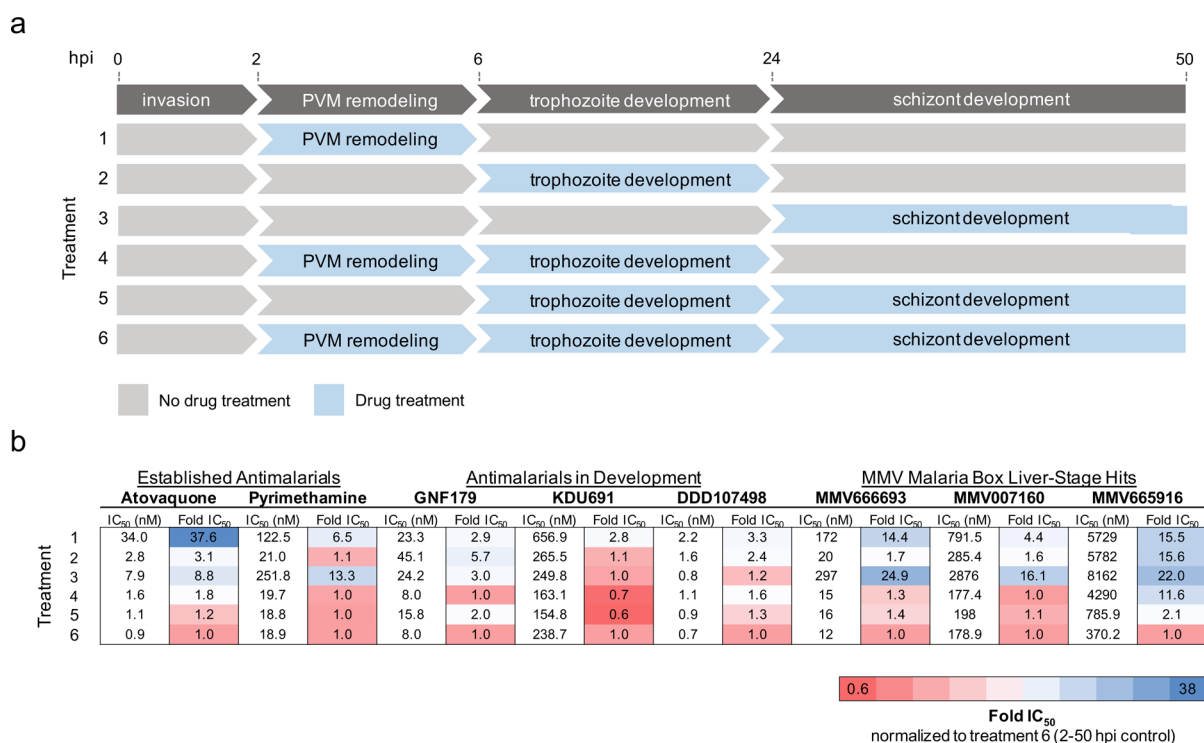 a
hpi 0 2 6 24 50
invasion PVM remodeling trophozoite development schizont development
Treatment
1 PVM remodeling
2 trophozoite development
3 schizont development
4 PVM remodeling trophozoite development
5 trophozoite development schizont development
6 PVM remodeling trophozoite development schizont development
No drug treatment Drug treatment
b
Established Antimalarials Antimalarials in Development MMV Malaria Box Liver-Stage Hits
Atovaquone Pyrimethamine GNF179 KDU691 DDD107498 MMV666693 MMV007160 MMV665916
IC50 (nM) Fold IC50 IC50 (nM) Fold IC50 IC50 (nM) Fold IC50 IC50 (nM) Fold IC50 IC50 (nM) Fold IC50 IC50 (nM) Fold IC50 IC50 (nM) Fold IC50 IC50 (nM) Fold IC50
Treatment
1 34.0 37.6 122.5 6.5 23.3 2.9 656.9 2.8 2.2 3.3 172 14.4 791.5 4.4 5729 15.5
2 2.8 3.1 21.0 1.1 45.1 5.7 265.5 1.1 1.6 2.4 20 1.7 285.4 1.6 5782 15.6
3 7.9 8.8 251.8 13.3 24.2 3.0 249.8 1.0 0.8 1.2 297 24.9 2876 16.1 8162 22.0
4 1.6 1.8 19.7 1.0 8.0 1.0 163.1 0.7 1.1 1.6 15 1.3 177.4 1.0 4290 11.6
5 1.1 1.2 18.8 1.0 15.8 2.0 154.8 0.6 0.9 1.3 16 1.4 198 1.1 785.9 2.1
6 0.9 1.0 18.9 1.0 8.0 1.0 238.7 1.0 0.7 1.0 12 1.0 178.9 1.0 370.2 1.0
0.6 38
Fold IC50
normalized to treatment 6 (2-50 hpi control)